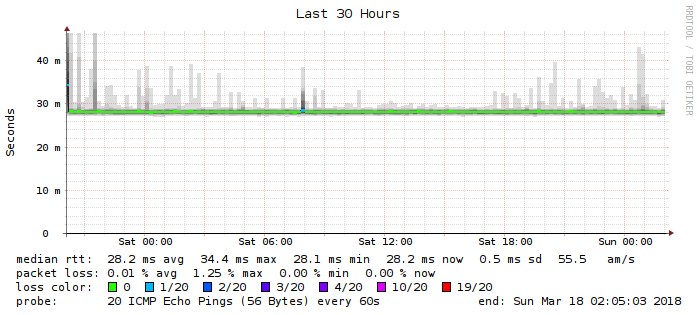 Last 30 Hours
RRDTOOL / TOBI OETIKER
Seconds
40 m
30 m
20 m
10 m
0
Sat 00:00 Sat 06:00 Sat 12:00 Sat 18:00 Sun 00:00
median rtt: 28.2 ms avg 34.4 ms max 28.1 ms min 28.2 ms now 0.5 ms sd 55.5 am/s
packet loss: 0.01 % avg 1.25 % max 0.00 % min 0.00 % now
loss color: 0 1/20 2/20 3/20 4/20 10/20 19/20
probe: 20 ICMP Echo Pings (56 Bytes) every 60s end: Sun Mar 18 02:05:03 2018